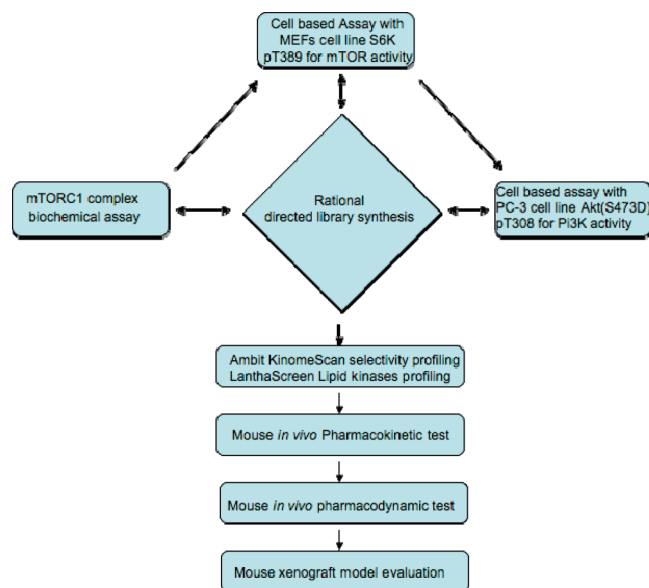 Cell based Assay with
MEFs cell line S6K
pT389 for mTOR activity
mTORC1 complex
biochemical assay
Rational
directed library synthesis
Cell based assay with
PC-3 cell line Akt(S473D)
pT308 for Pi3K activity
Ambit KinomeScan selectivity profiling
LanthaScreen Lipid kinases profiling
Mouse in vivo Pharmacokinetic test
Mouse in vivo pharmacodynamic test
Mouse xenograft model evaluation